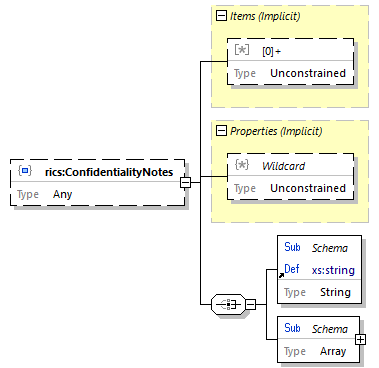 Items (Implicit)
[*] [0]+
Type Unconstrained
Properties (Implicit)
{*} Wildcard
Type Unconstrained
rics:ConfidentialityNotes
Type Any
Sub Schema
Def xs:string
Type String
Sub Schema
Type Array